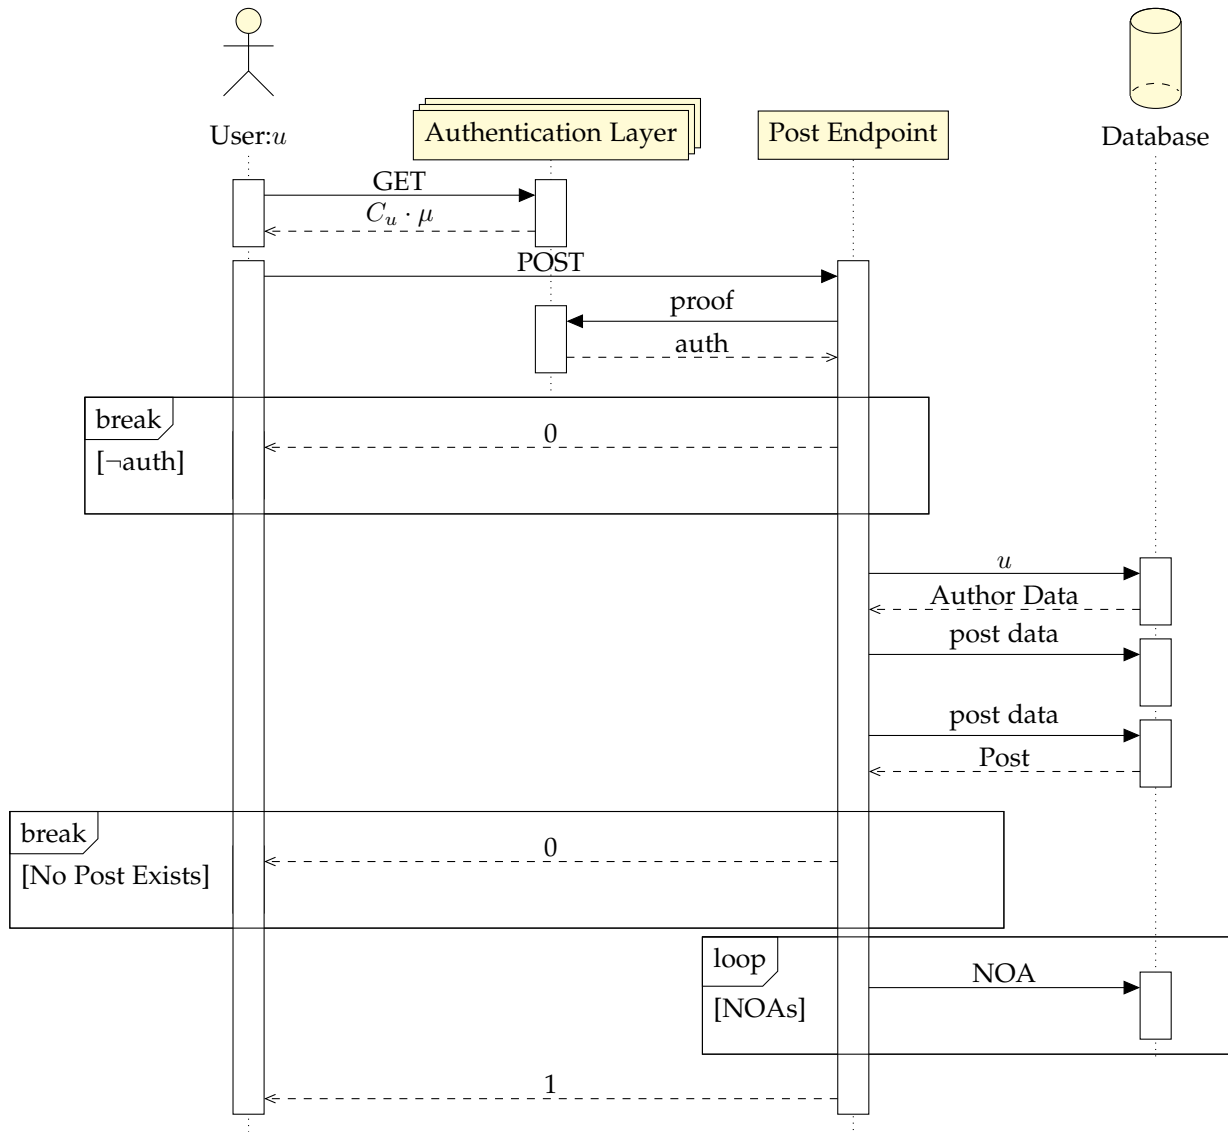 User:u
Authentication Layer
Post Endpoint
Database
GET
C_u · μ
POST
proof
auth
break
[¬auth]
0
u
Author Data
post data
post data
Post
break
[No Post Exists]
0
loop
[NOAs]
NOA
1